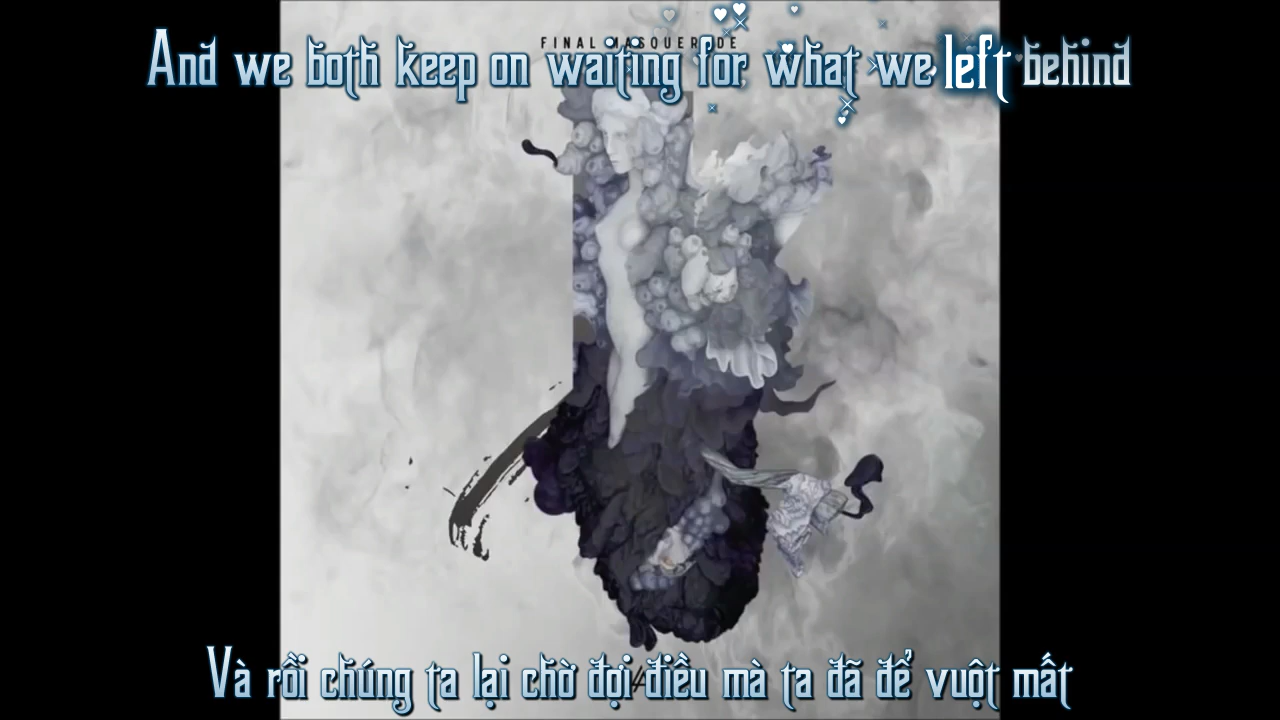 FINAL MASQUERADE
And we both keep on waiting for what we left behind
Và rồi chúng ta lại chờ đợi điều mà ta đã để vuột mất